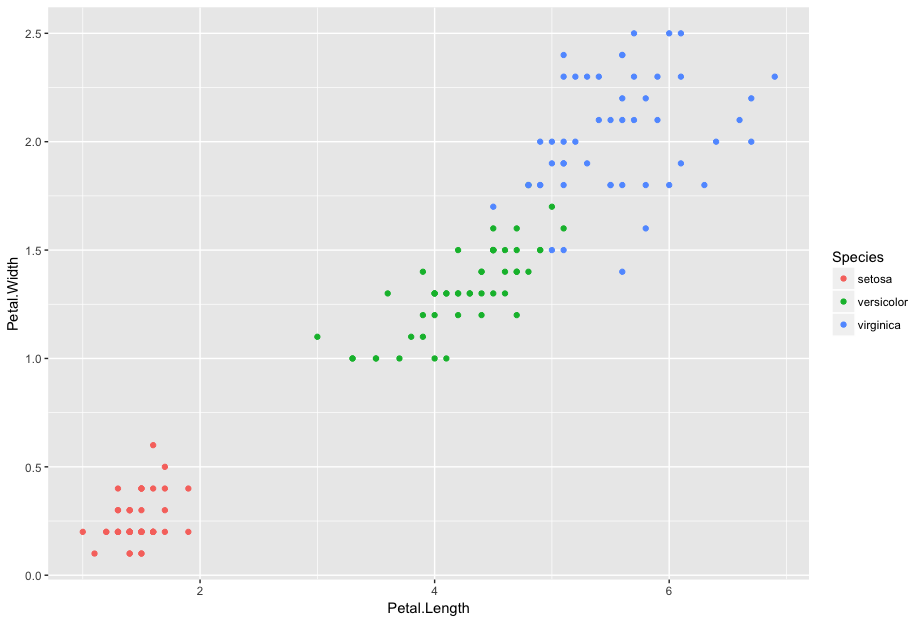 2.5
2.0
1.5
1.0
0.5
0.0
Petal.Width
2 4 6
Petal.Length
Species
setosa
versicolor
virginica